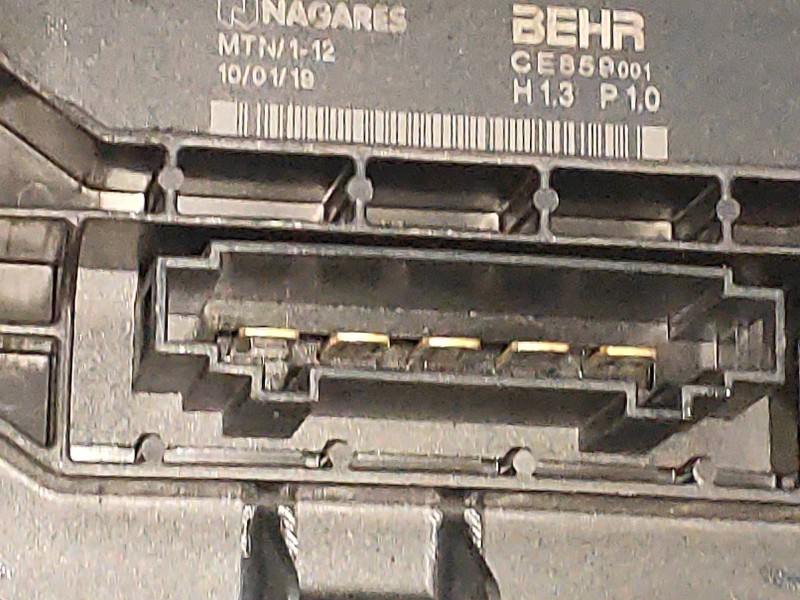 NAGARES
MTN/1-12
10/01/19
BEHR
CE859001
H1.3 P1.0